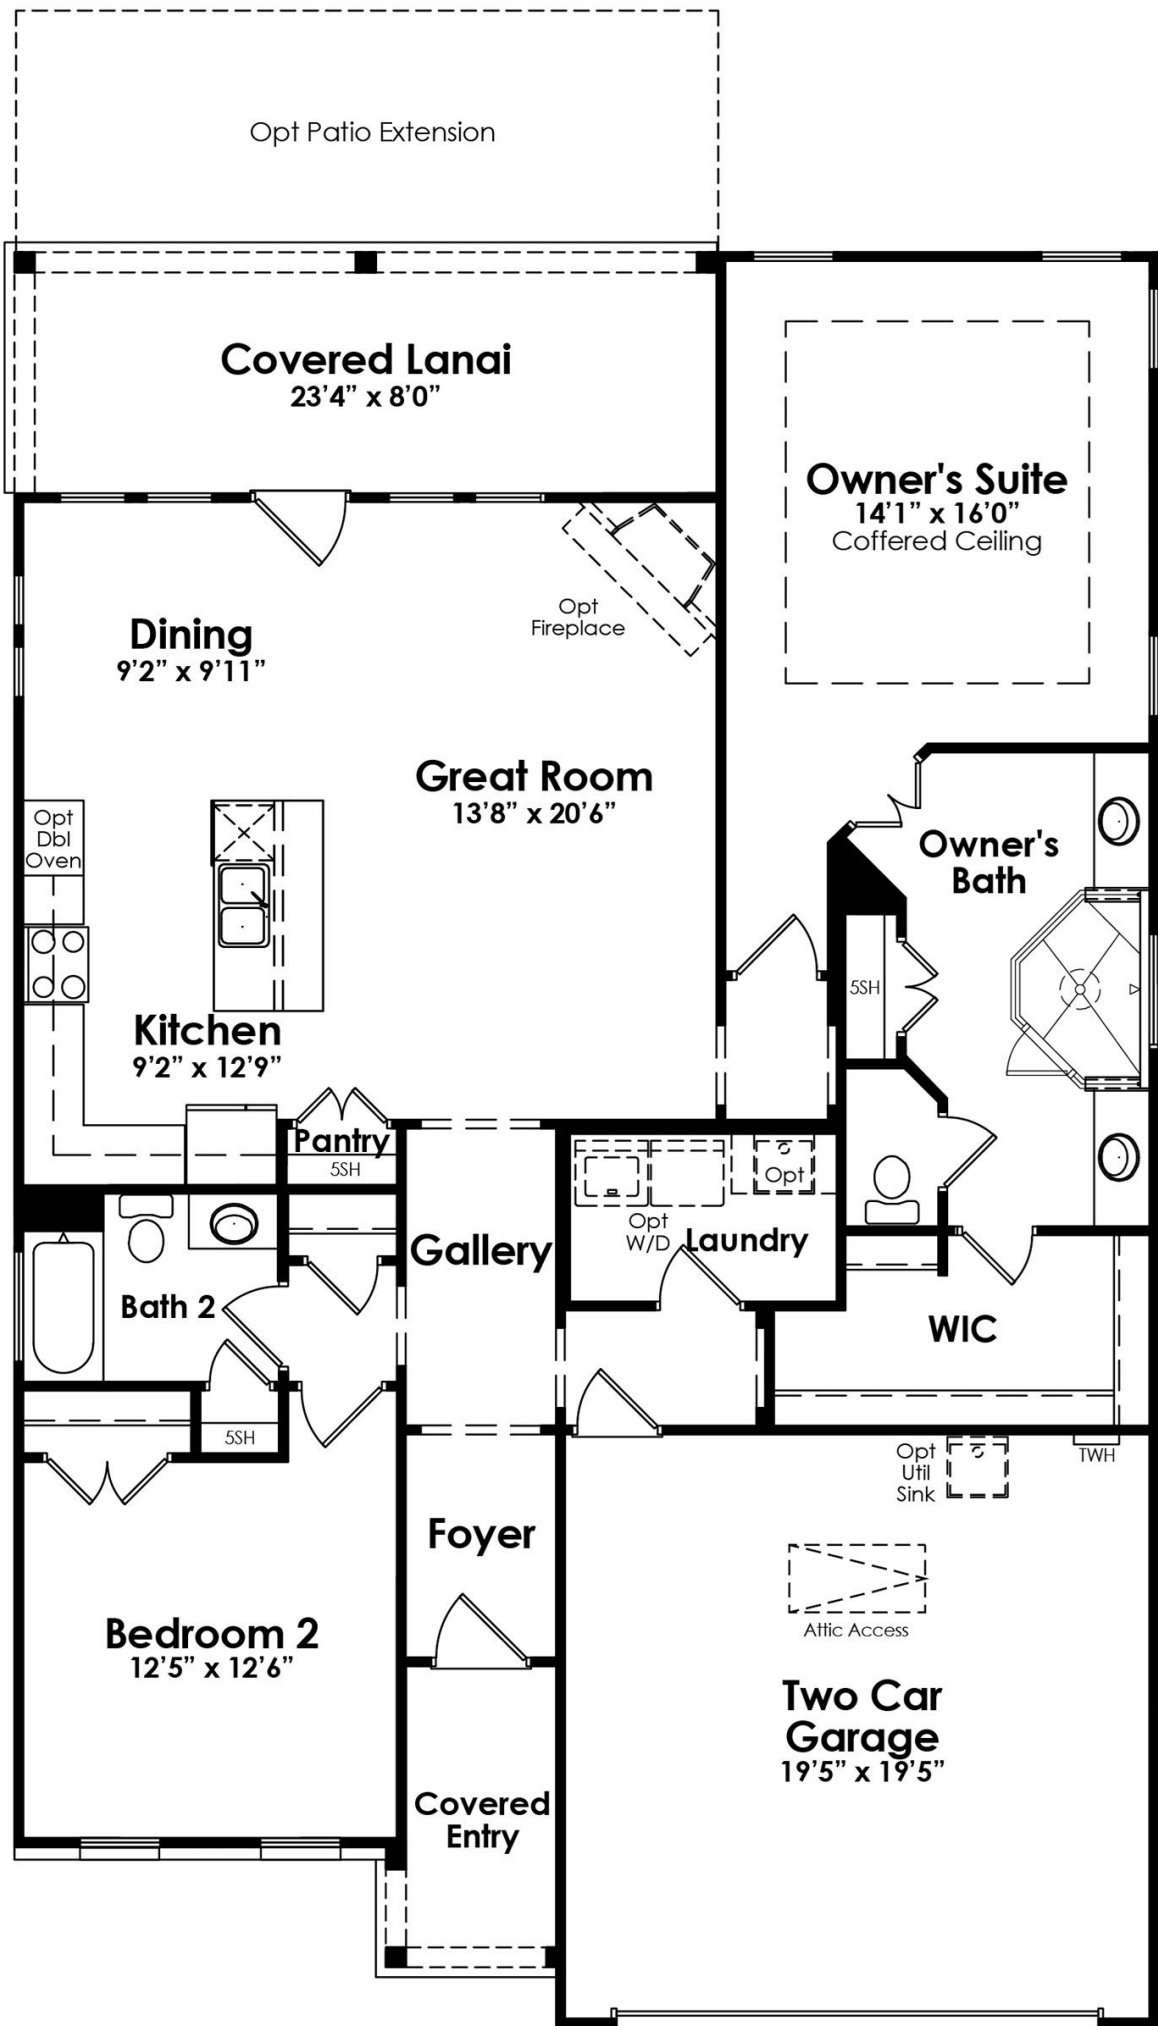 Opt Patio Extension
Covered Lanai
23’4” x 8’0”
Owner's Suite
14’1” x 16’0”
Coffered Ceiling
Opt
Fireplace
Dining
9’2” x 9’11”
Great Room
13’8” x 20’6”
Opt
Dbl
Oven
Owner's
Bath
5SH
Kitchen
9’2” x 12’9”
Pantry
5SH
Opt
Opt
W/D
Laundry
Gallery
Bath 2
WIC
5SH
Opt
Util
Sink
TWH
Foyer
Attic Access
Bedroom 2
12’5” x 12’6”
Two Car
Garage
19’5” x 19’5”
Covered
Entry